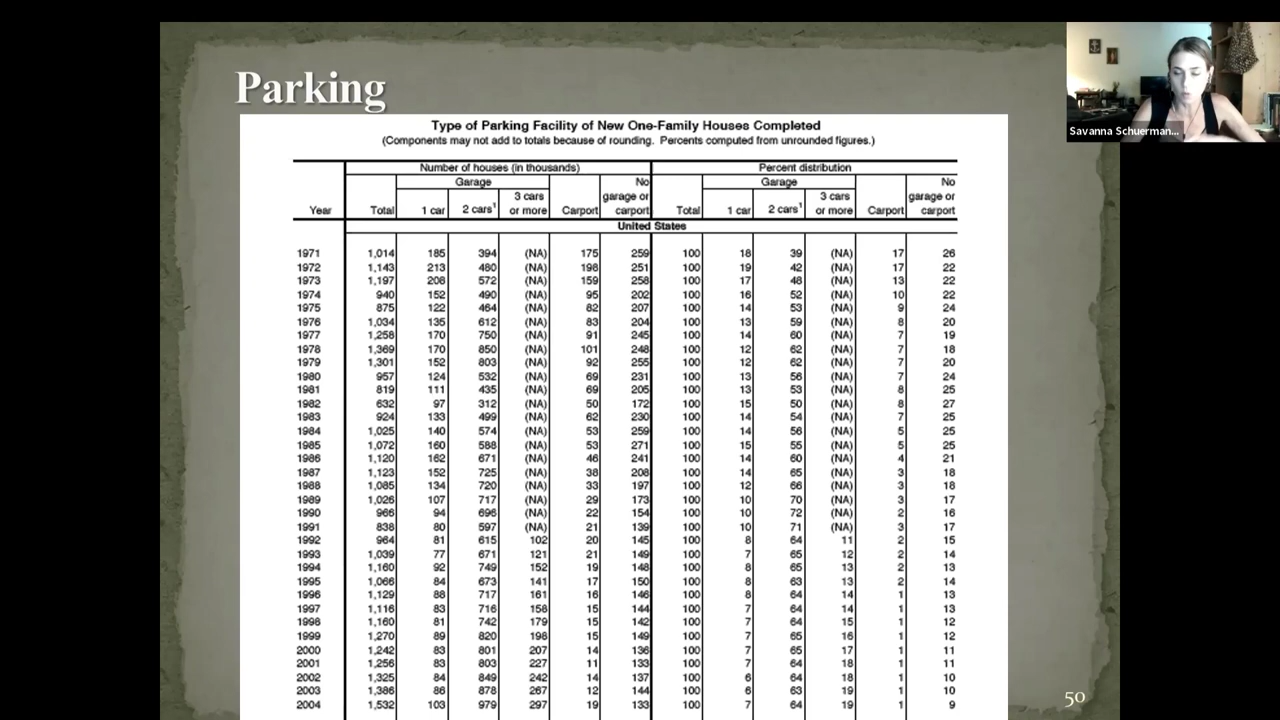 Parking
Savanna Schuerman...
Type of Parking Facility of New One-Family Houses Completed
(Components may not add to totals because of rounding. Percents computed from unrounded figures.)
Number of houses (in thousands) Percent distribution
Garage No Garage No
3 cars garage or 3 cars garage or
Year Total 1 car 2 cars¹ or more Carport carport Total 1 car 2 cars¹ or more Carport carport
United States
1971 1,014 185 394 (NA) 175 259 100 18 39 (NA) 17 26
1972 1,143 213 480 (NA) 198 251 100 19 42 (NA) 17 22
1973 1,197 208 572 (NA) 159 258 100 17 48 (NA) 13 22
1974 940 152 490 (NA) 95 202 100 16 52 (NA) 10 22
1975 875 122 464 (NA) 82 207 100 14 53 (NA) 9 24
1976 1,034 135 612 (NA) 83 204 100 13 59 (NA) 8 20
1977 1,258 170 750 (NA) 91 245 100 14 60 (NA) 7 19
1978 1,369 170 850 (NA) 101 248 100 12 62 (NA) 7 18
1979 1,301 152 803 (NA) 92 255 100 12 62 (NA) 7 20
1980 957 124 532 (NA) 69 231 100 13 56 (NA) 7 24
1981 819 111 435 (NA) 69 205 100 13 53 (NA) 8 25
1982 632 97 312 (NA) 50 172 100 15 50 (NA) 8 27
1983 924 133 499 (NA) 62 230 100 14 54 (NA) 7 25
1984 1,025 140 574 (NA) 53 259 100 14 56 (NA) 5 25
1985 1,072 160 588 (NA) 53 271 100 15 55 (NA) 5 25
1986 1,120 162 671 (NA) 46 241 100 14 60 (NA) 4 21
1987 1,123 152 725 (NA) 38 208 100 14 65 (NA) 3 18
1988 1,085 134 720 (NA) 33 197 100 12 66 (NA) 3 18
1989 1,026 107 717 (NA) 29 173 100 10 70 (NA) 3 17
1990 966 94 696 (NA) 22 154 100 10 72 (NA) 2 16
1991 838 80 597 (NA) 21 139 100 10 71 (NA) 3 17
1992 964 81 615 102 20 145 100 8 64 11 2 15
1993 1,039 77 671 121 21 149 100 7 65 12 2 14
1994 1,160 92 749 152 19 148 100 8 65 13 2 13
1995 1,066 84 673 141 17 150 100 8 63 13 2 14
1996 1,129 88 717 161 16 146 100 8 64 14 1 13
1997 1,116 83 716 158 15 144 100 7 64 14 1 13
1998 1,160 81 742 179 15 142 100 7 64 15 1 12
1999 1,270 89 820 198 15 149 100 7 65 16 1 12
2000 1,242 83 801 207 14 136 100 7 65 17 1 11
2001 1,256 83 803 227 11 133 100 7 64 18 1 11
2002 1,325 84 849 242 14 137 100 6 64 18 1 10
2003 1,386 86 878 267 12 144 100 6 63 19 1 10
2004 1,532 103 979 297 19 133 100 7 64 19 1 9
50